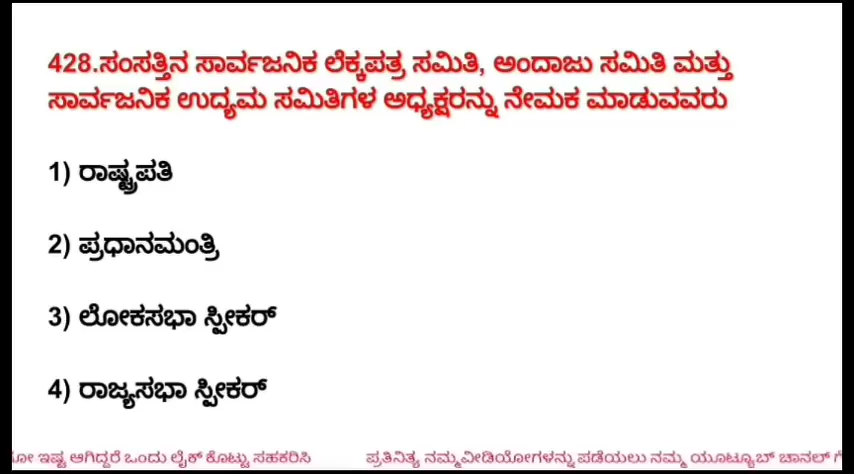 428.ಸಂಸತ್ತಿನ ಸಾರ್ವಜನಿಕ ಲೆಕ್ಕಪತ್ರ ಸಮಿತಿ, ಅಂದಾಜು ಸಮಿತಿ ಮತ್ತು
ಸಾರ್ವಜನಿಕ ಉದ್ಯಮ ಸಮಿತಿಗಳ ಅಧ್ಯಕ್ಷರನ್ನು ನೇಮಕ ಮಾಡುವವರು
1) ರಾಷ್ಟ್ರಪತಿ
2) ಪ್ರಧಾನಮಂತ್ರಿ
3) ಲೋಕಸಭಾ ಸ್ಪೀಕರ್
4) ರಾಜ್ಯಸಭಾ ಸ್ಪೀಕರ್
ಇಷ್ಟ ಆಗಿದ್ದರೆ ಒಂದು ಲೈಕ್ ಕೊಟ್ಟು ಸಹಕರಿಸಿ ಪ್ರತಿನಿತ್ಯ ನಮ್ಮವೀಡಿಯೋಗಳನ್ನು ಪಡೆಯಲು ನಮ್ಮ ಯೂಟ್ಯೂಬ್ ಚಾನಲ್